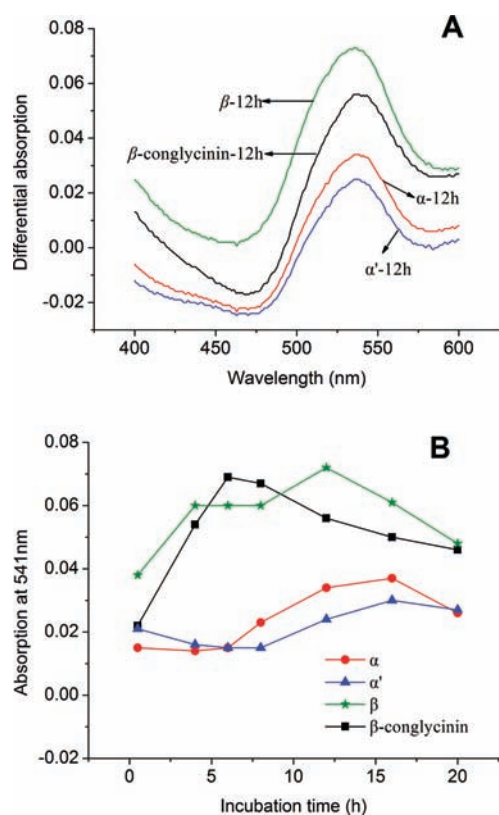 A
0.08
0.06
0.04
0.02
0.00
-0.02
Differential absorption
β-12h
β-conglycinin-12h
α-12h
α'-12h
400 450 500 550 600
Wavelength (nm)
B
0.08
0.06
0.04
0.02
0.00
-0.02
Absorption at 541nm
α
α'
β
β-conglycinin
0 5 10 15 20
Incubation time (h)